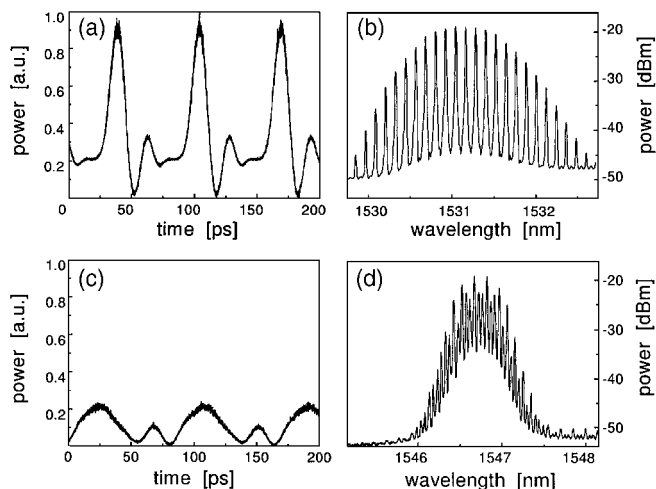 (a)
power [a.u.]
1.0
0.8
0.6
0.4
0.2
0
50
100
150
200
time [ps]
(b)
-20
-30
-40
-50
power [dBm]
1530
1531
1532
wavelength [nm]
(c)
power [a.u.]
1.0
0.8
0.6
0.4
0.2
0
50
100
150
200
time [ps]
(d)
-20
-30
-40
-50
power [dBm]
1546
1547
1548
wavelength [nm]